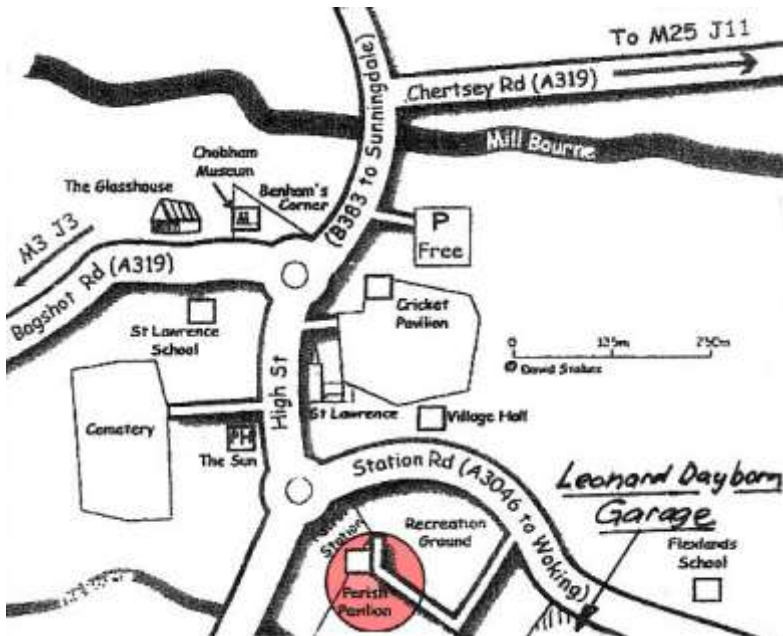 To M25 J11
Chertsey Rd (A319)
(B383 to Sunningdale)
Mill Bourne
Chobham
Museum
Benham's
Corner
The Glasshouse
M3 J3
Bagshot Rd (A319)
P
Free
Cricket
Pavilion
St Lawrence
School
0 125m 250m
© David Stokes
High St
St Lawrence
Village Hall
Cemetery
PH
The Sun
Station Rd (A3046 to Woking)
Leonard Dayborn
Garage
Recreation
Ground
Station
Flexlands
School
Parish
Pavilion